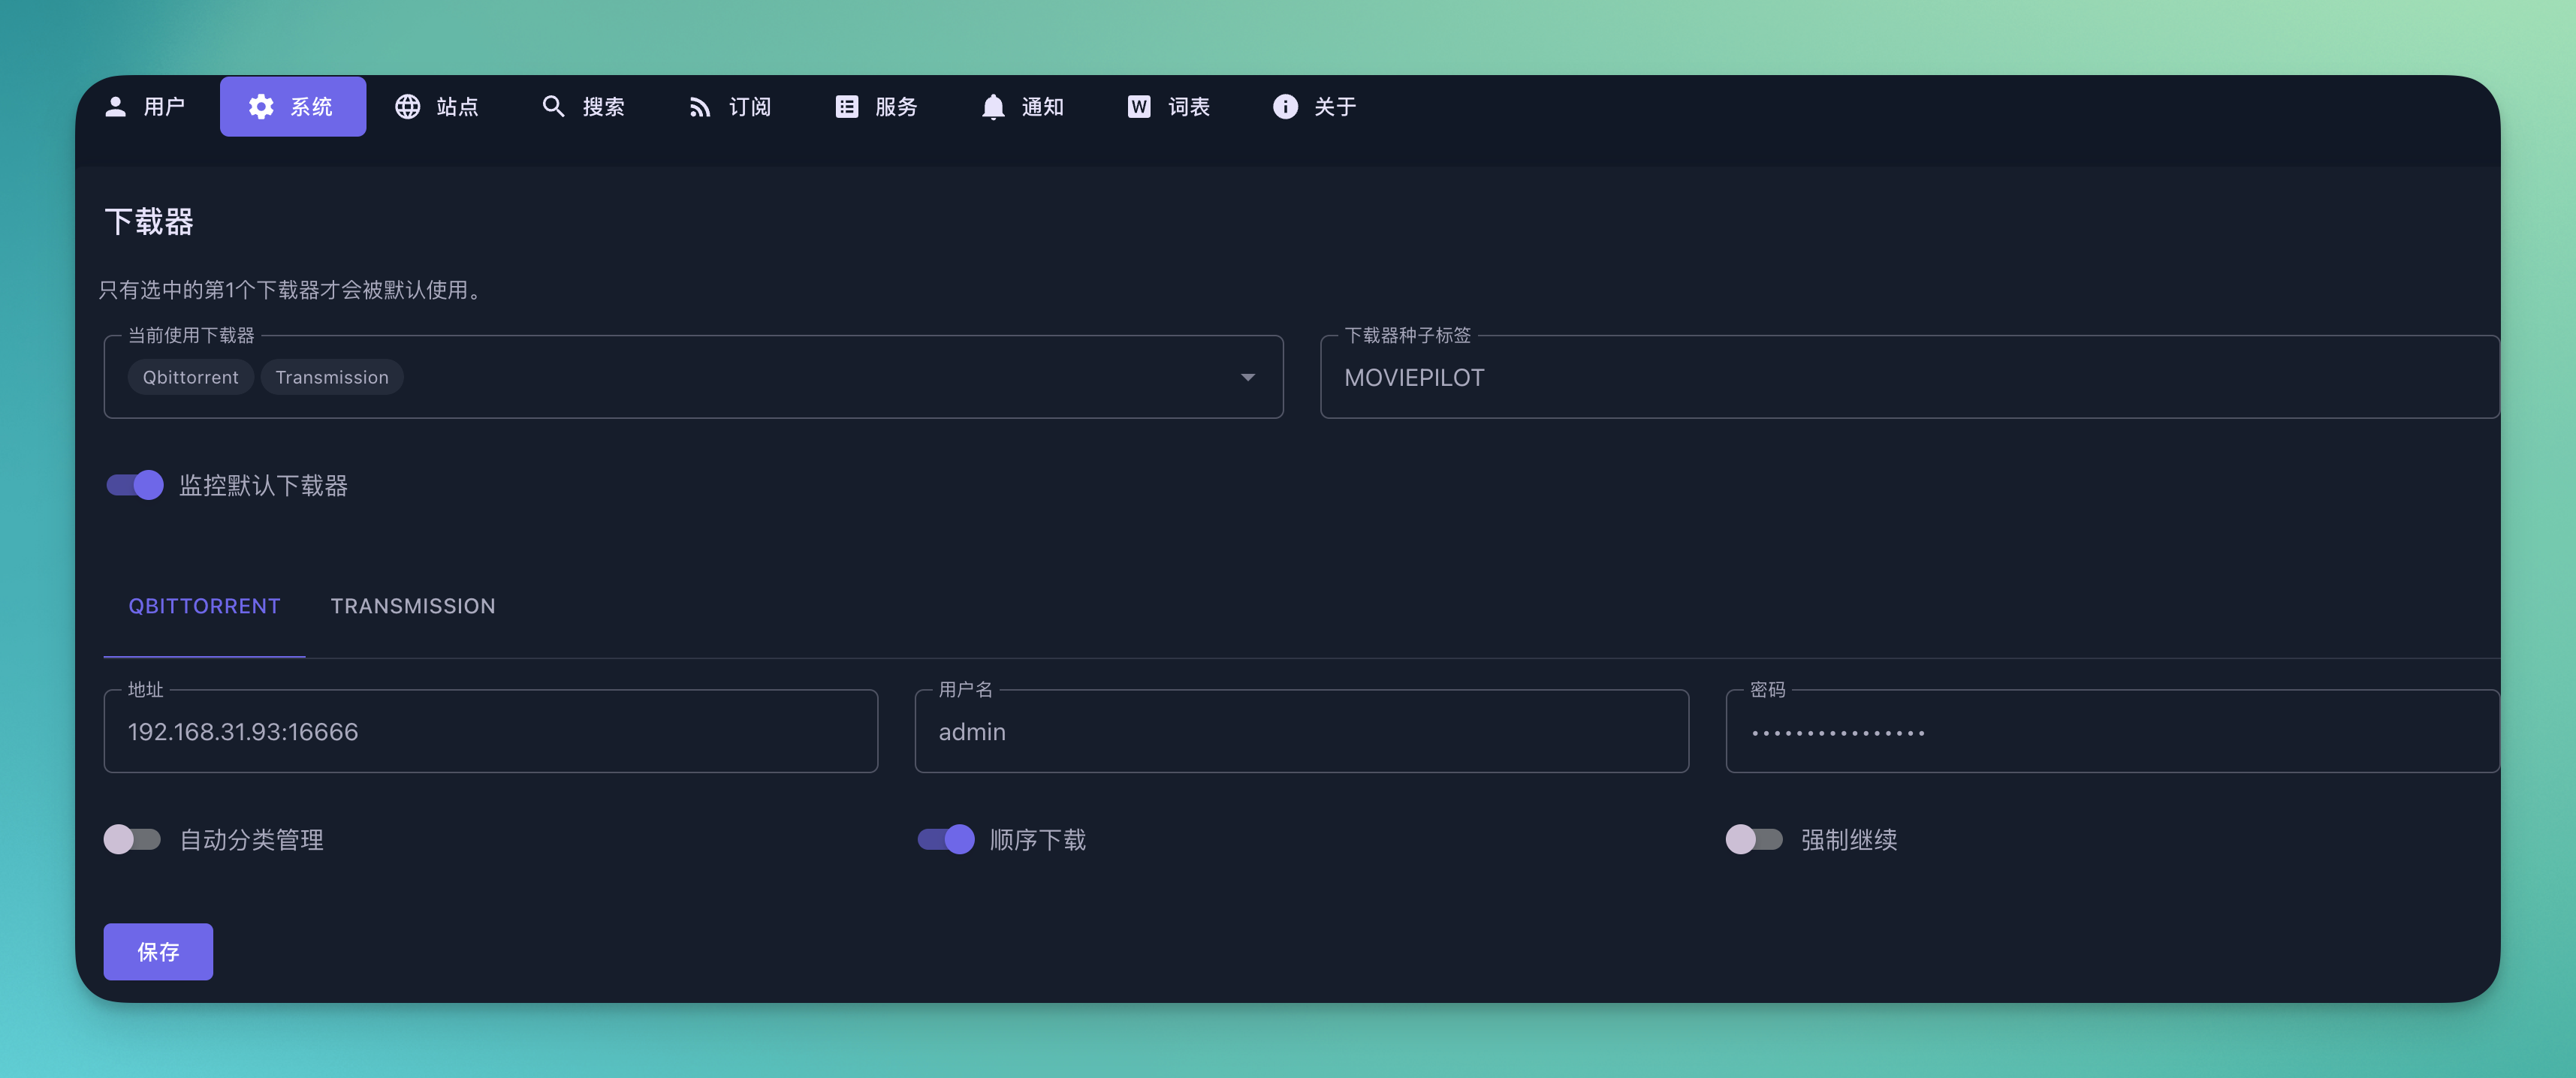 用户 系统 站点 搜索 订阅 服务 通知 W 词表 关于
下载器
只有选中的第1个下载器才会被默认使用。
当前使用下载器 下载器种子标签
Qbittorrent Transmission MOVIEPILOT
监控默认下载器
QBITTORRENT TRANSMISSION
地址 用户名 密码
192.168.31.93:16666 admin ••••••••••••••••
自动分类管理 顺序下载 强制继续
保存